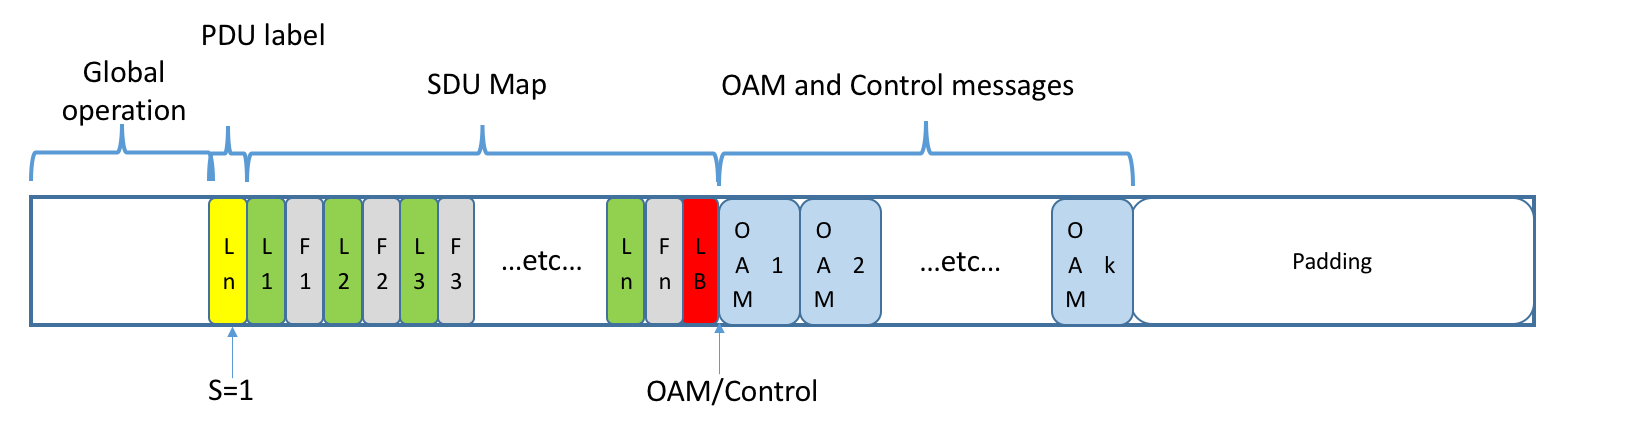 PDU label
Global
operation
SDU Map
OAM and Control messages
L
n
L
1
F
1
L
2
F
2
L
3
F
3
...etc...
L
n
F
n
L
B
O
A 1
M
O
A 2
M
...etc...
O
A k
M
Padding
S=1
OAM/Control